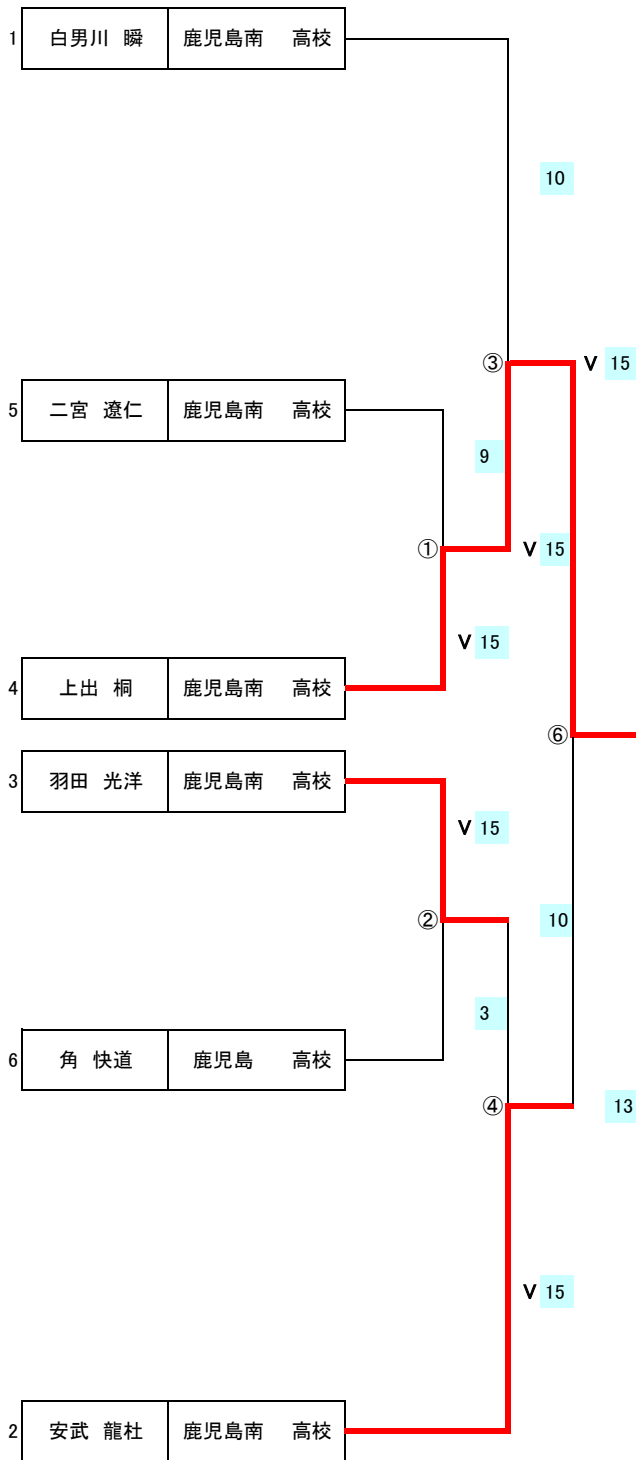 1 白男川 瞬 鹿児島南 高校
10
③ V 15
5 二宮 遼仁 鹿児島南 高校
9
① V 15
V 15
4 上出 桐 鹿児島南 高校
⑥
3 羽田 光洋 鹿児島南 高校
V 15
② 10
3
6 角 快道 鹿児島 高校
④ 13
V 15
2 安武 龍杜 鹿児島南 高校